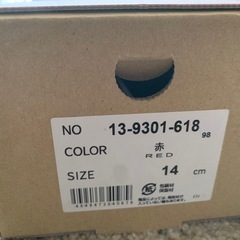 NO 13-9301-618 98
COLOR 赤
RED
SIZE 14 cm